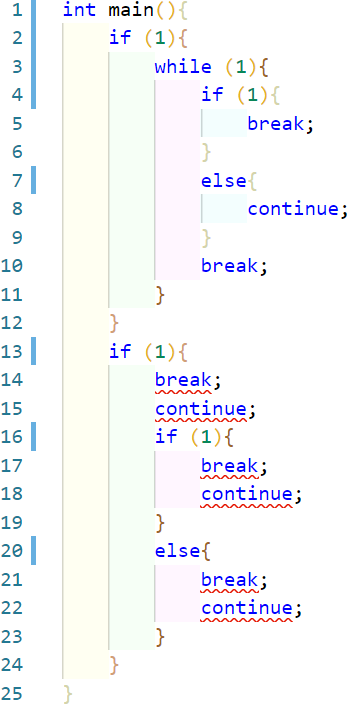 1 int main(){
2     if (1){
3         while (1){
4             if (1){
5                 break;
6             }
7             else{
8                 continue;
9             }
10             break;
11         }
12     }
13     if (1){
14         break;
15         continue;
16         if (1){
17             break;
18             continue;
19         }
20         else{
21             break;
22             continue;
23         }
24     }
25 }